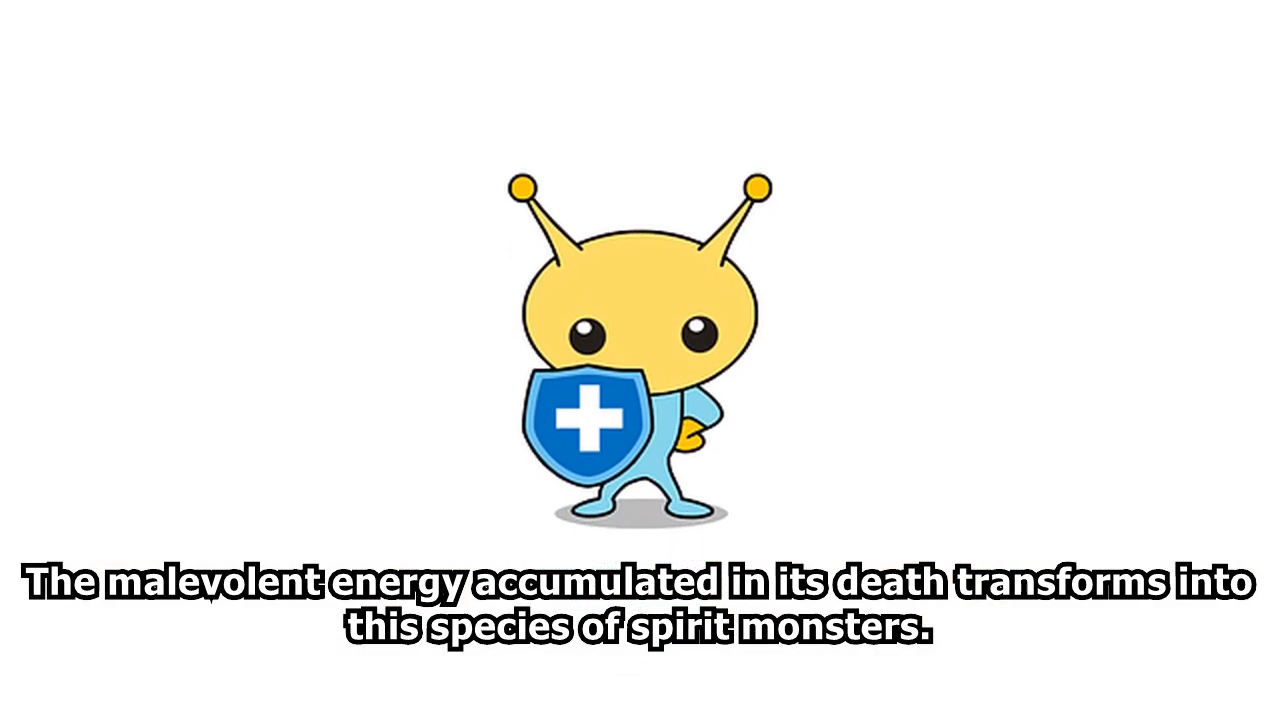 The malevolent energy accumulated in its death transforms into
this species of spirit monsters.